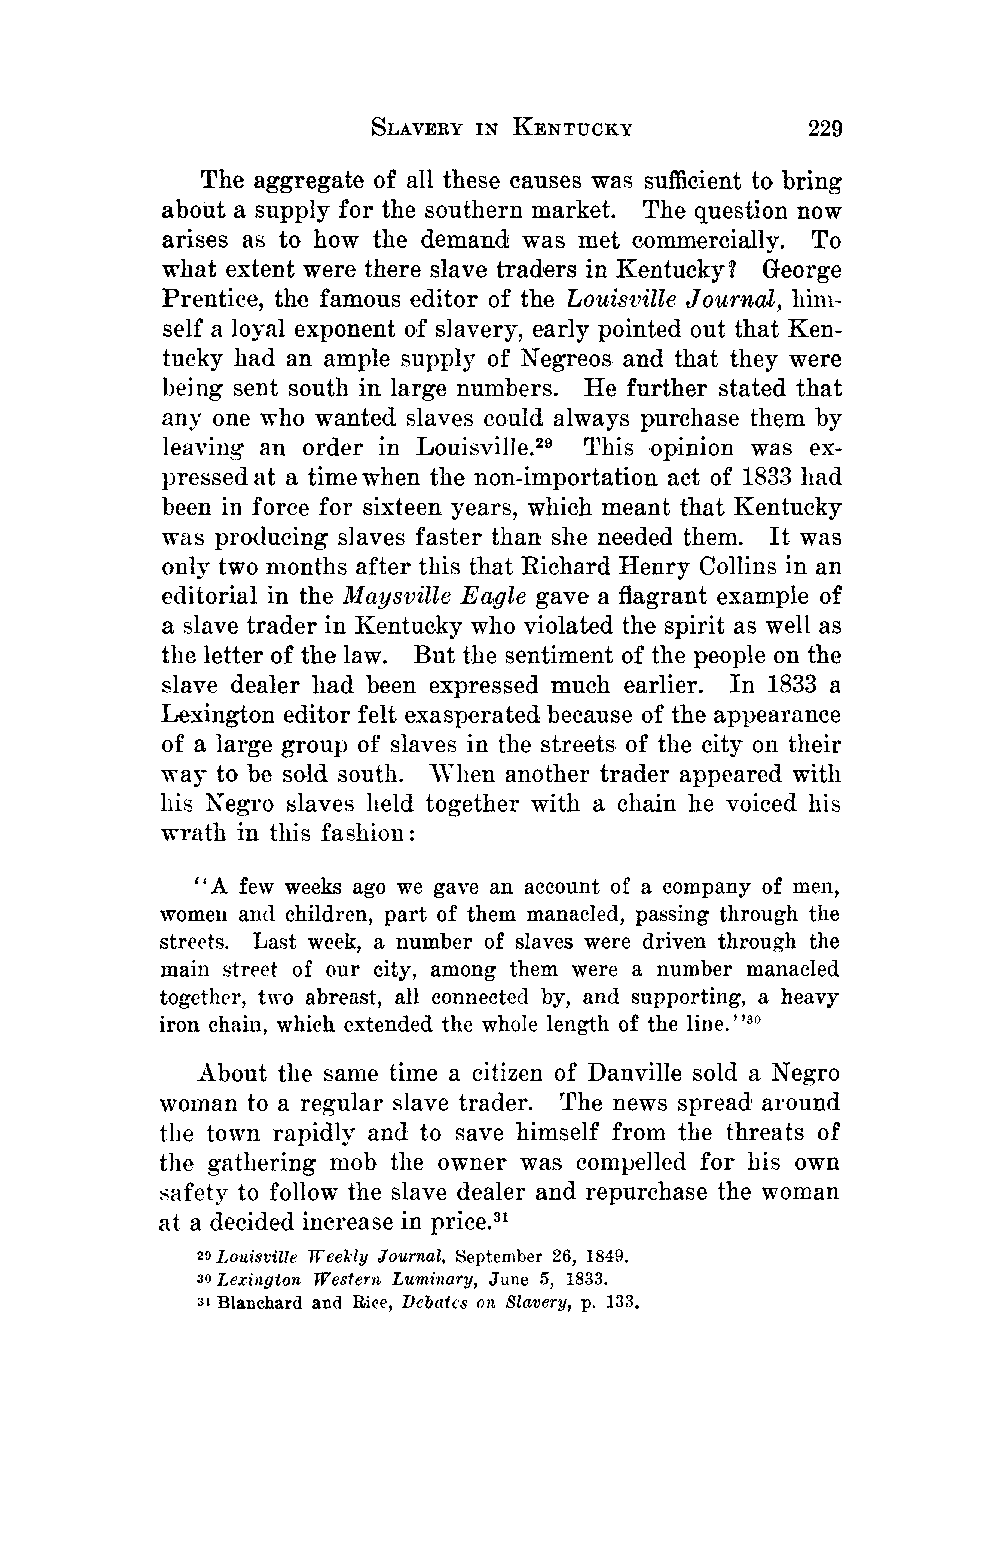 SLAVERY IN KENTUCKY 229
The aggregate of all these causes was sufficient to bring
about a supply for the southern market. The question now
arises as to how the demand was met commercially. To
what extent were there slave traders in Kentucky? George
Prentice, the famous editor of the Louisville Journal, him-
self a loyal exponent of slavery, early pointed out that Ken-
tucky had an ample supply of Negreos and that they were
being sent south in large numbers. He further stated that
any one who wanted slaves could always purchase them by
leaving an order in Louisville.²⁹ This opinion was ex-
pressed at a time when the non-importation act of 1833 had
been in force for sixteen years, which meant that Kentucky
was producing slaves faster than she needed them. It was
only two months after this that Richard Henry Collins in an
editorial in the Maysville Eagle gave a flagrant example of
a slave trader in Kentucky who violated the spirit as well as
the letter of the law. But the sentiment of the people on the
slave dealer had been expressed much earlier. In 1833 a
Lexington editor felt exasperated because of the appearance
of a large group of slaves in the streets of the city on their
way to be sold south. When another trader appeared with
his Negro slaves held together with a chain he voiced his
wrath in this fashion:
"A few weeks ago we gave an account of a company of men,
women and children, part of them manacled, passing through the
streets. Last week, a number of slaves were driven through the
main street of our city, among them were a number manacled
together, two abreast, all connected by, and supporting, a heavy
iron chain, which extended the whole length of the line."³⁰
About the same time a citizen of Danville sold a Negro
woman to a regular slave trader. The news spread around
the town rapidly and to save himself from the threats of
the gathering mob the owner was compelled for his own
safety to follow the slave dealer and repurchase the woman
at a decided increase in price.³¹
²⁹ Louisville Weekly Journal, September 26, 1849.
³⁰ Lexington Western Luminary, June 5, 1833.
³¹ Blanchard and Rice, Debates on Slavery, p. 133.